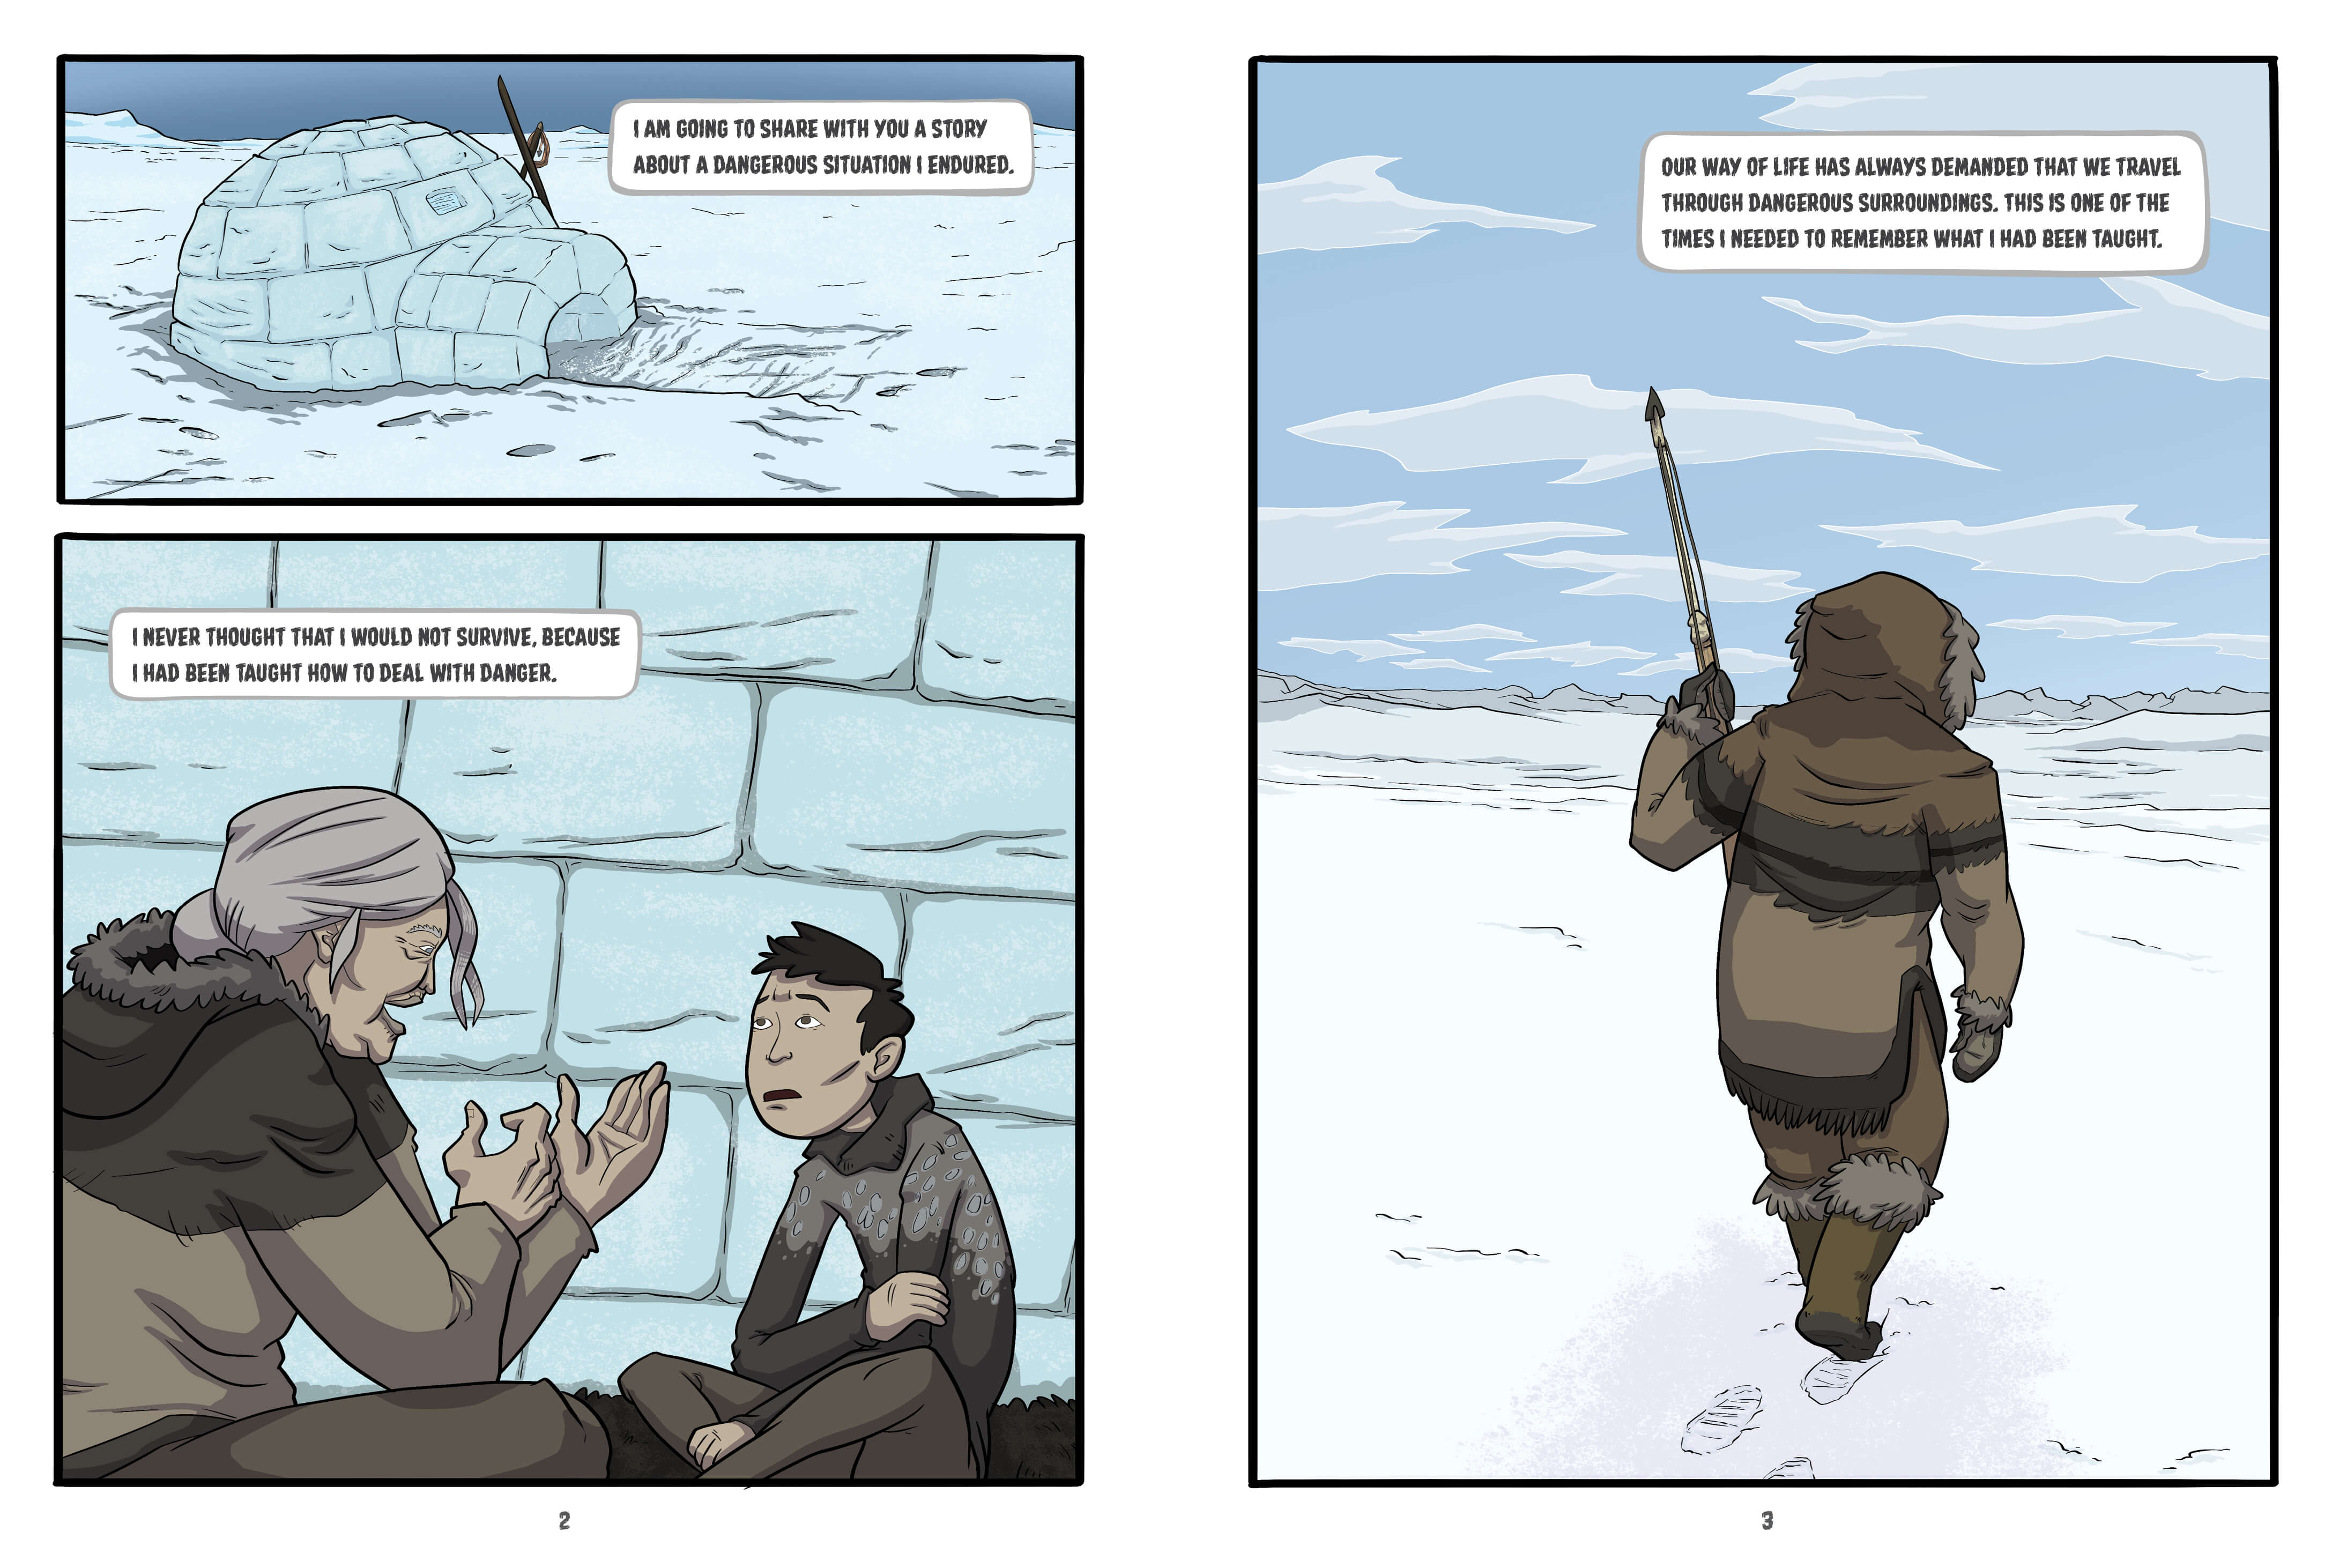 I AM GOING TO SHARE WITH YOU A STORY
ABOUT A DANGEROUS SITUATION I ENDURED.
I NEVER THOUGHT THAT I WOULD NOT SURVIVE, BECAUSE
I HAD BEEN TAUGHT HOW TO DEAL WITH DANGER.
2
OUR WAY OF LIFE HAS ALWAYS DEMANDED THAT WE TRAVEL
THROUGH DANGEROUS SURROUNDINGS. THIS IS ONE OF THE
TIMES I NEEDED TO REMEMBER WHAT I HAD BEEN TAUGHT.
3